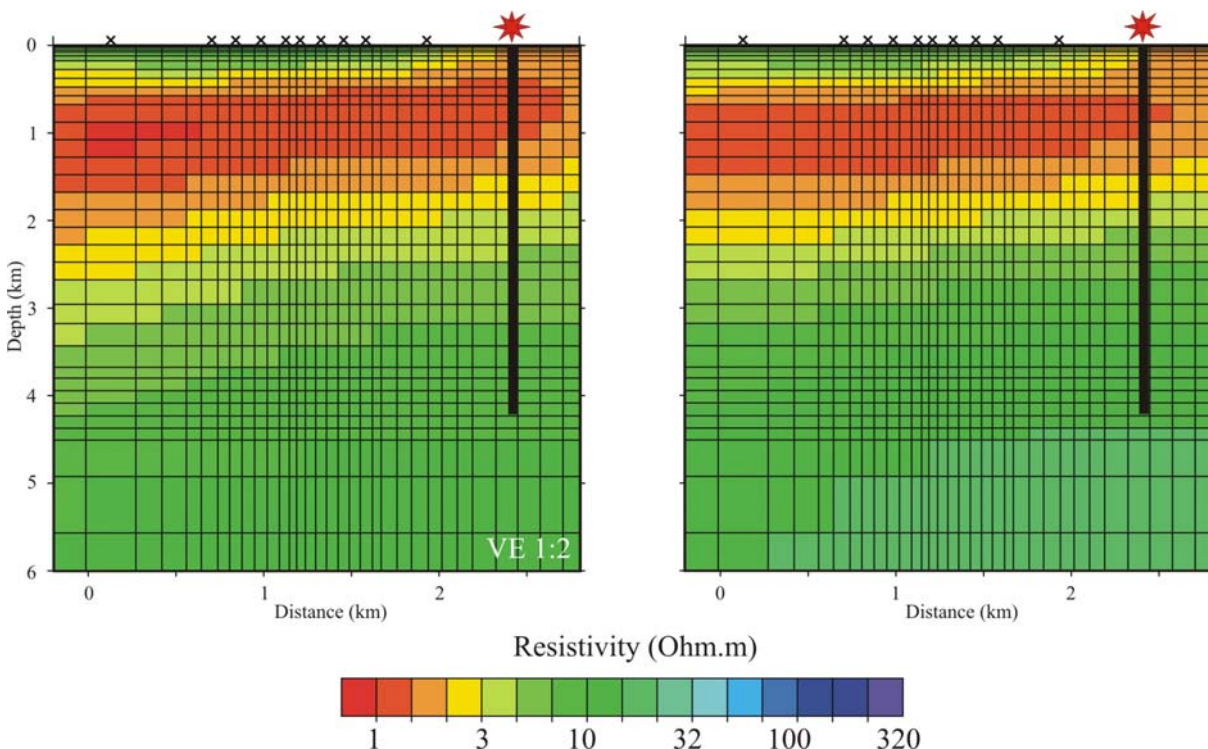 0
1
2
3
4
5
6
Depth (km)
VE 1:2
0 1 2
Distance (km)
0 1 2
Distance (km)
Resistivity (Ohm.m)
1 3 10 32 100 320